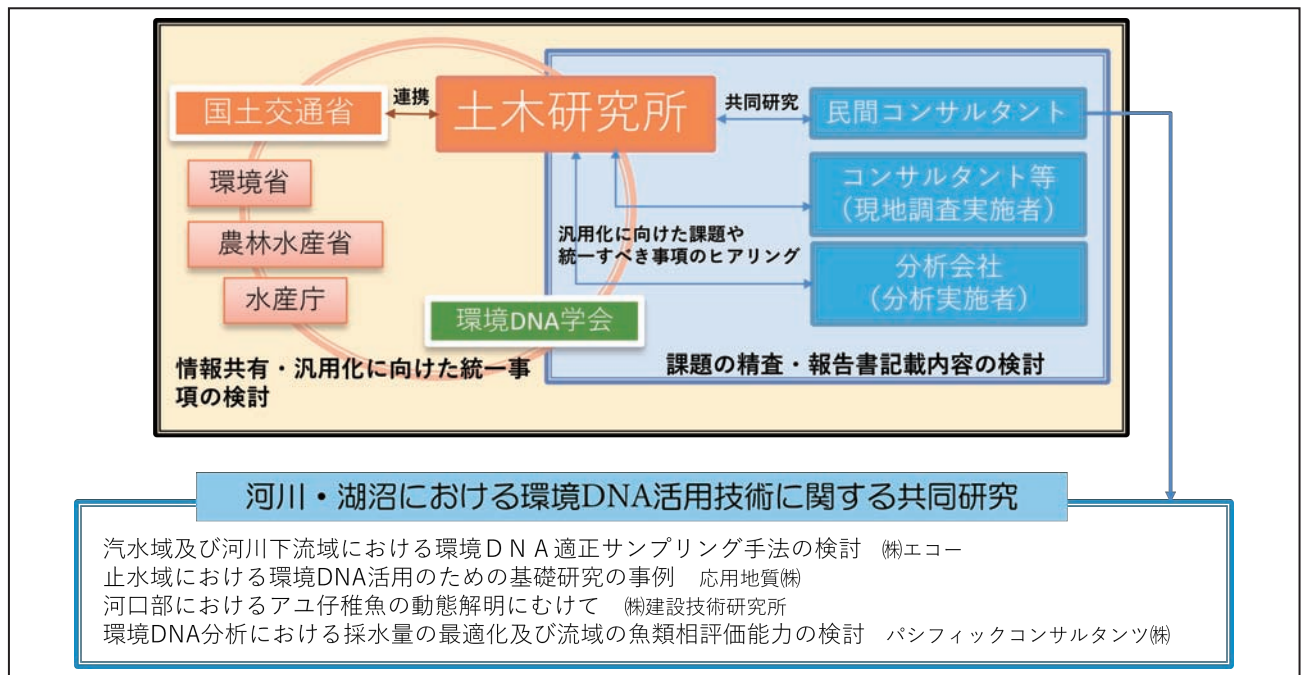 国土交通省
連携
土木研究所
共同研究
民間コンサルタント
環境省
農林水産省
水産庁
コンサルタント等
(現地調査実施者)
汎用化に向けた課題や
統一すべき事項のヒアリング
分析会社
(分析実施者)
環境DNA学会
情報共有・汎用化に向けた統一事
項の検討
課題の精査・報告書記載内容の検討
河川・湖沼における環境DNA活用技術に関する共同研究
汽水域及び河川下流域における環境ＤＮＡ適正サンプリング手法の検討 ㈱エコー
止水域における環境DNA活用のための基礎研究の事例 応用地質㈱
河口部におけるアユ仔稚魚の動態解明にむけて ㈱建設技術研究所
環境DNA分析における採水量の最適化及び流域の魚類相評価能力の検討 パシフィックコンサルタンツ㈱